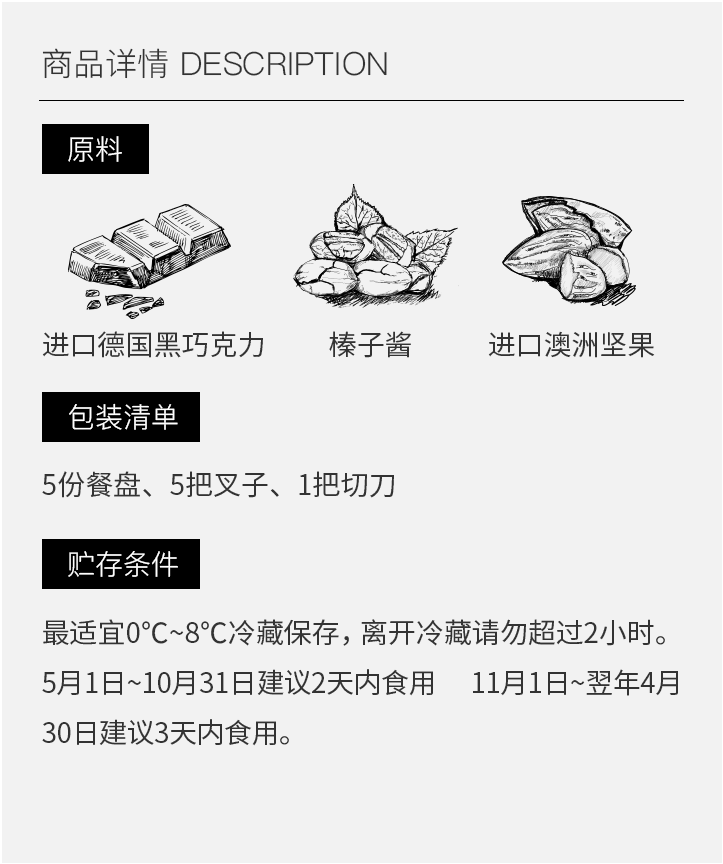 商品详情 DESCRIPTION
原料
进口德国黑巧克力 榛子酱 进口澳洲坚果
包装清单
5份餐盘、5把叉子、1把切刀
贮存条件
最适宜0℃~8℃冷藏保存，离开冷藏请勿超过2小时。
5月1日~10月31日建议2天内食用 11月1日~翌年4月
30日建议3天内食用。